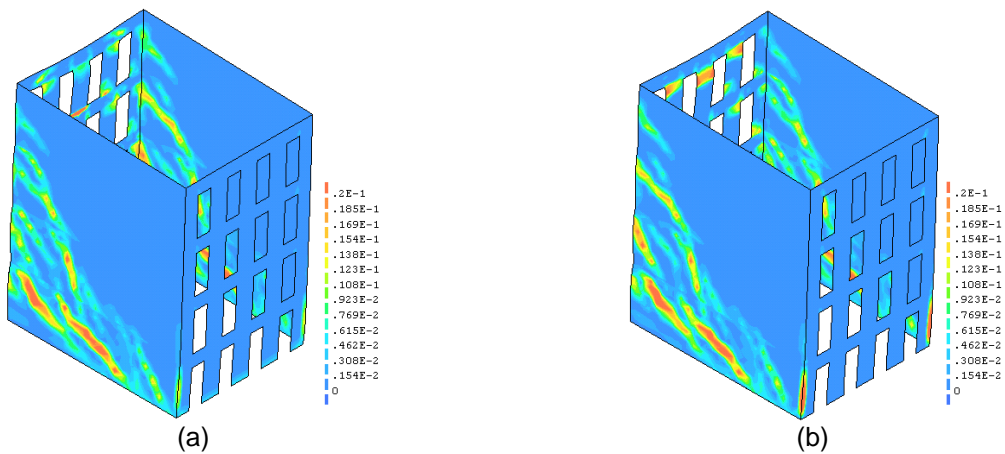 .2E-1
.185E-1
.169E-1
.154E-1
.138E-1
.123E-1
.108E-1
.923E-2
.769E-2
.615E-2
.462E-2
.308E-2
.154E-2
0
(a)
.2E-1
.185E-1
.169E-1
.154E-1
.138E-1
.123E-1
.108E-1
.923E-2
.769E-2
.615E-2
.462E-2
.308E-2
.154E-2
0
(b)